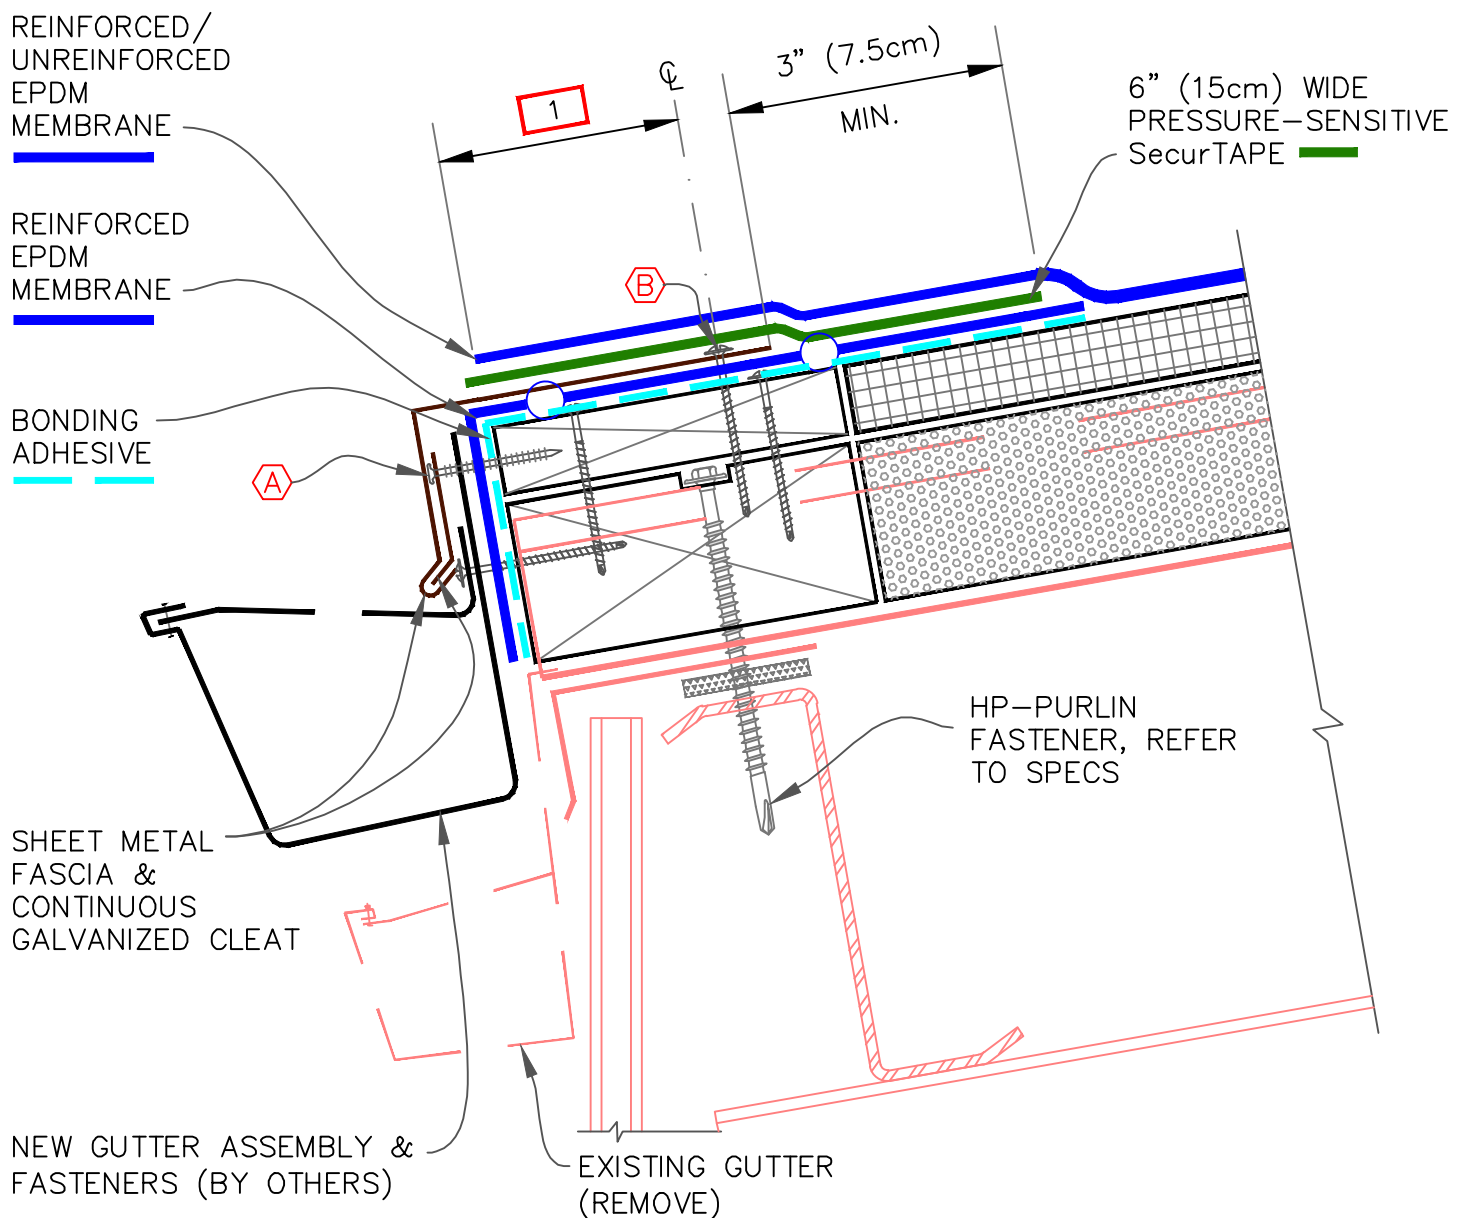 REINFORCED/
UNREINFORCED
EPDM
MEMBRANE
REINFORCED
EPDM
MEMBRANE
BONDING
ADHESIVE
A
SHEET METAL
FASCIA &
CONTINUOUS
GALVANIZED CLEAT
NEW GUTTER ASSEMBLY &
FASTENERS (BY OTHERS)
1
℄
3” (7.5cm)
MIN.
B
6” (15cm) WIDE
PRESSURE-SENSITIVE
SecurTAPE
HP-PURLIN
FASTENER, REFER
TO SPECS
EXISTING GUTTER
(REMOVE)